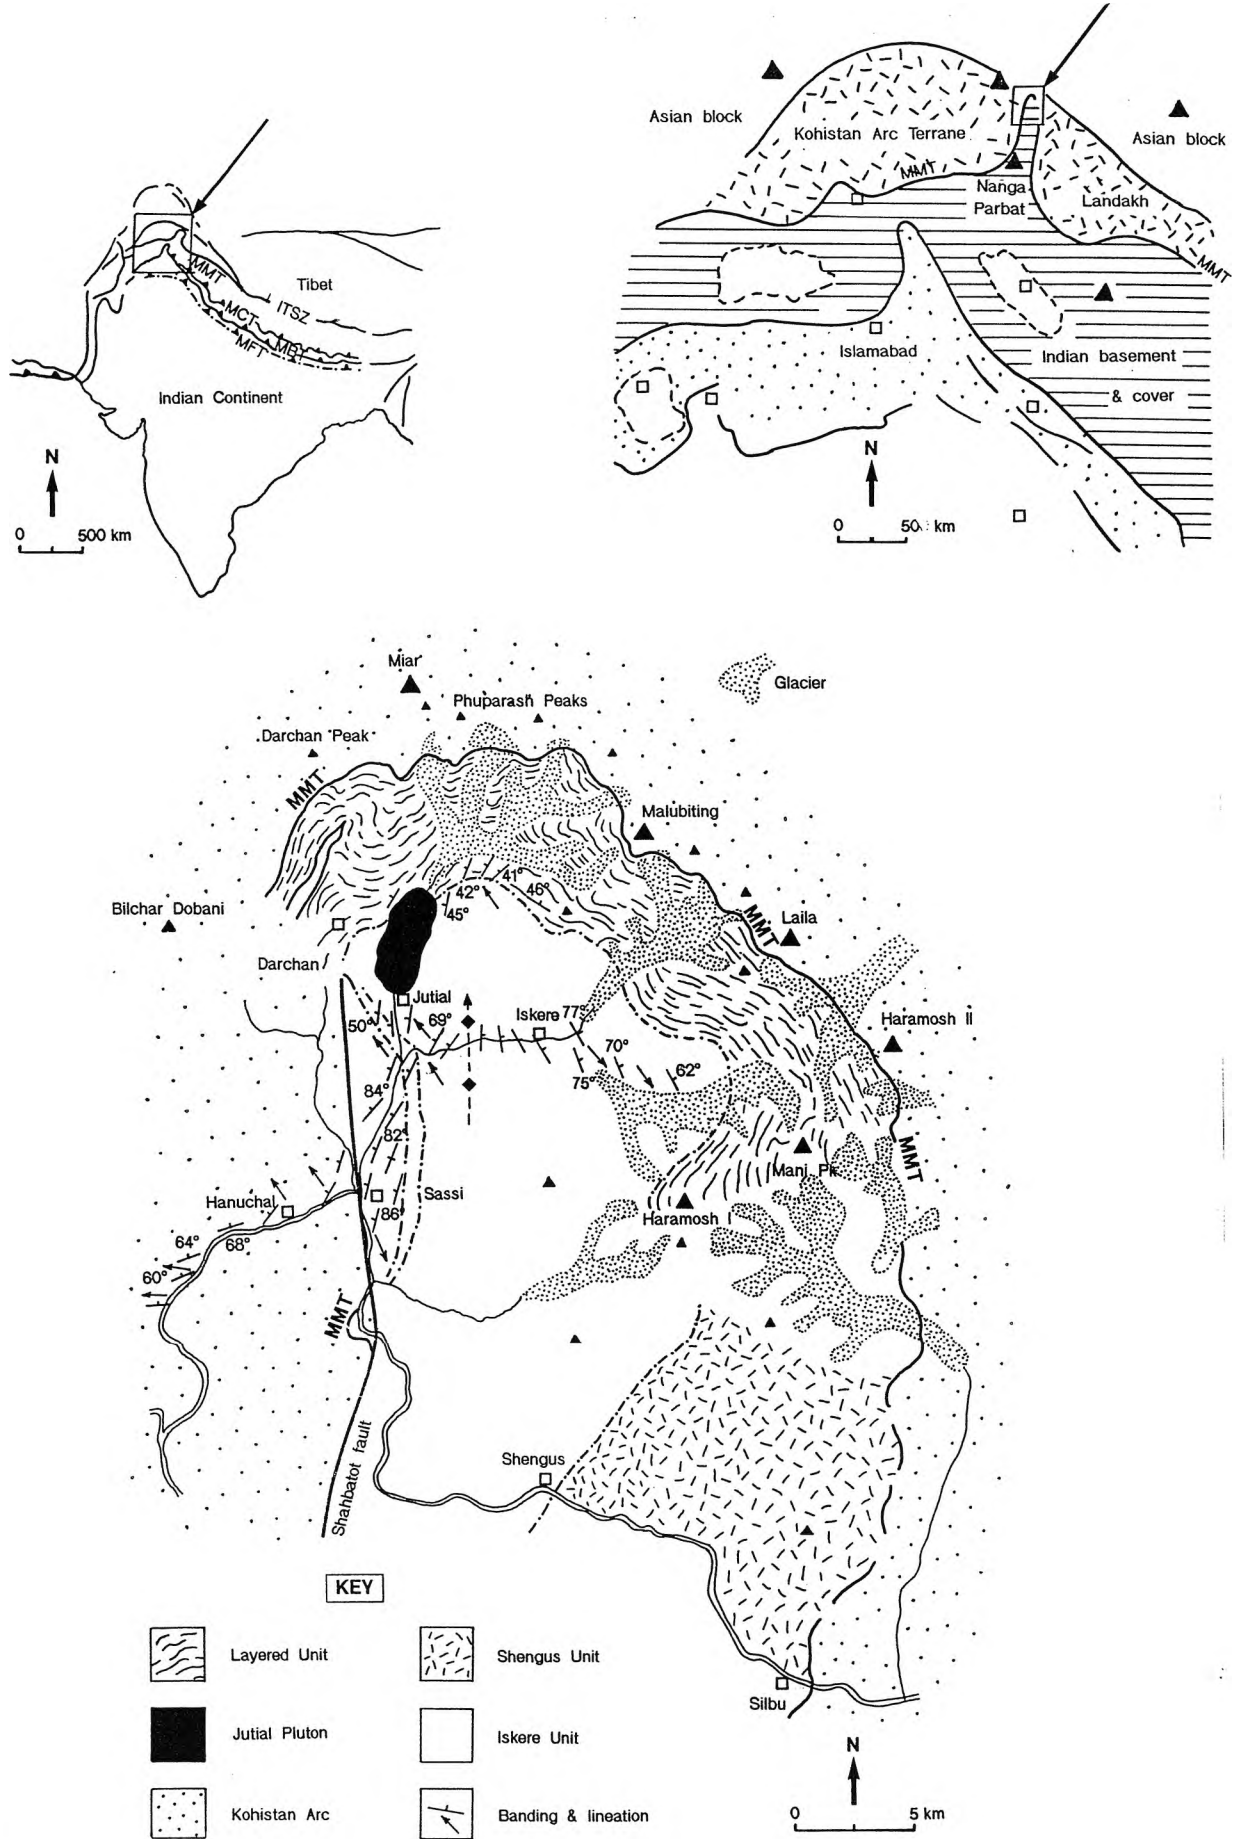 MMT
Tibet
ITSZ
MCT
MBT
MFT
Indian Continent
N
0 500 km
Asian block
Kohistan Arc Terrane
Asian block
MMT
Nanga
Parbat
Landakh
MMT
Islamabad
Indian basement
& cover
N
0 50 km
Miar
Glacier
Phuparash Peaks
Darchan Peak
MMT
Malubiting
41°
42°
46°
45°
Bilchar Dobani
MMT
Laila
Darchan
Jutial
Iskere
77°
Haramosh II
50°
69°
70°
62°
75°
84°
82°
MMT
Mani Pk
Sassi
Hanuchal
86°
Haramosh I
64°
68°
60°
MMT
Shahbatot fault
Shengus
KEY
Layered Unit
Shengus Unit
Silbu
Jutial Pluton
Iskere Unit
N
Kohistan Arc
Banding & lineation
0 5 km